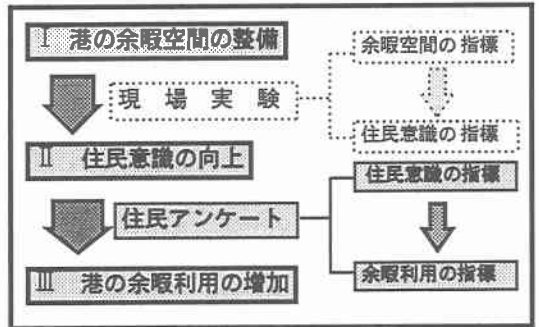 Ⅰ 港の余暇空間の整備
余暇空間の指標
現場実験
住民意識の指標
Ⅱ 住民意識の向上
住民意識の指標
住民アンケート
Ⅲ 港の余暇利用の増加
余暇利用の指標